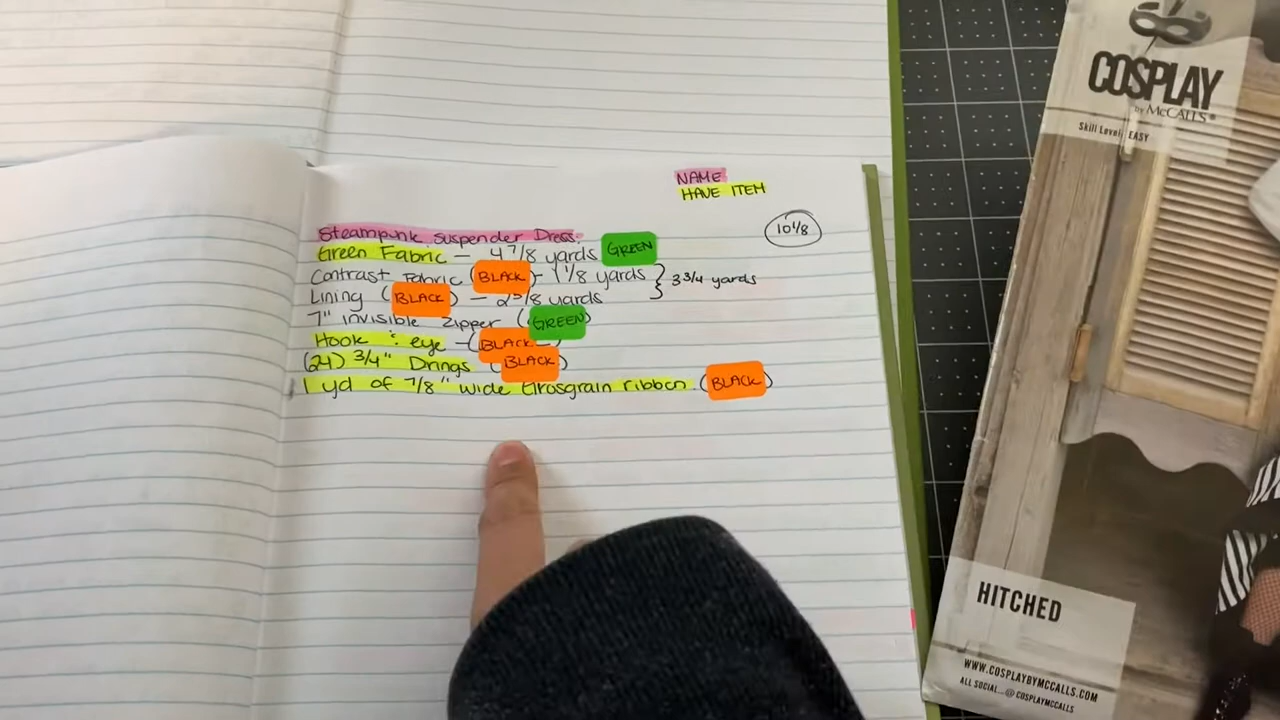 NAME
HAVE ITEM
10 1/8
Steampunk Suspender Dress
Green Fabric - 4 7/8 yards GREEN
Contrast Fabric (BLACK) - 1 1/8 yards } 3 3/4 yards
Lining (BLACK) - 2 5/8 yards
7" invisible zipper (GREEN)
Hook & eye - (BLACK)
(24) 3/4" Drings (BLACK)
1 yd of 7/8" wide Grosgrain ribbon (BLACK)
COSPLAY
by McCALL'S®
Skill Level: EASY
HITCHED
WWW.COSPLAYBYMCCALLS.COM
ALL SOCIAL...@COSPLAYMCCALLS